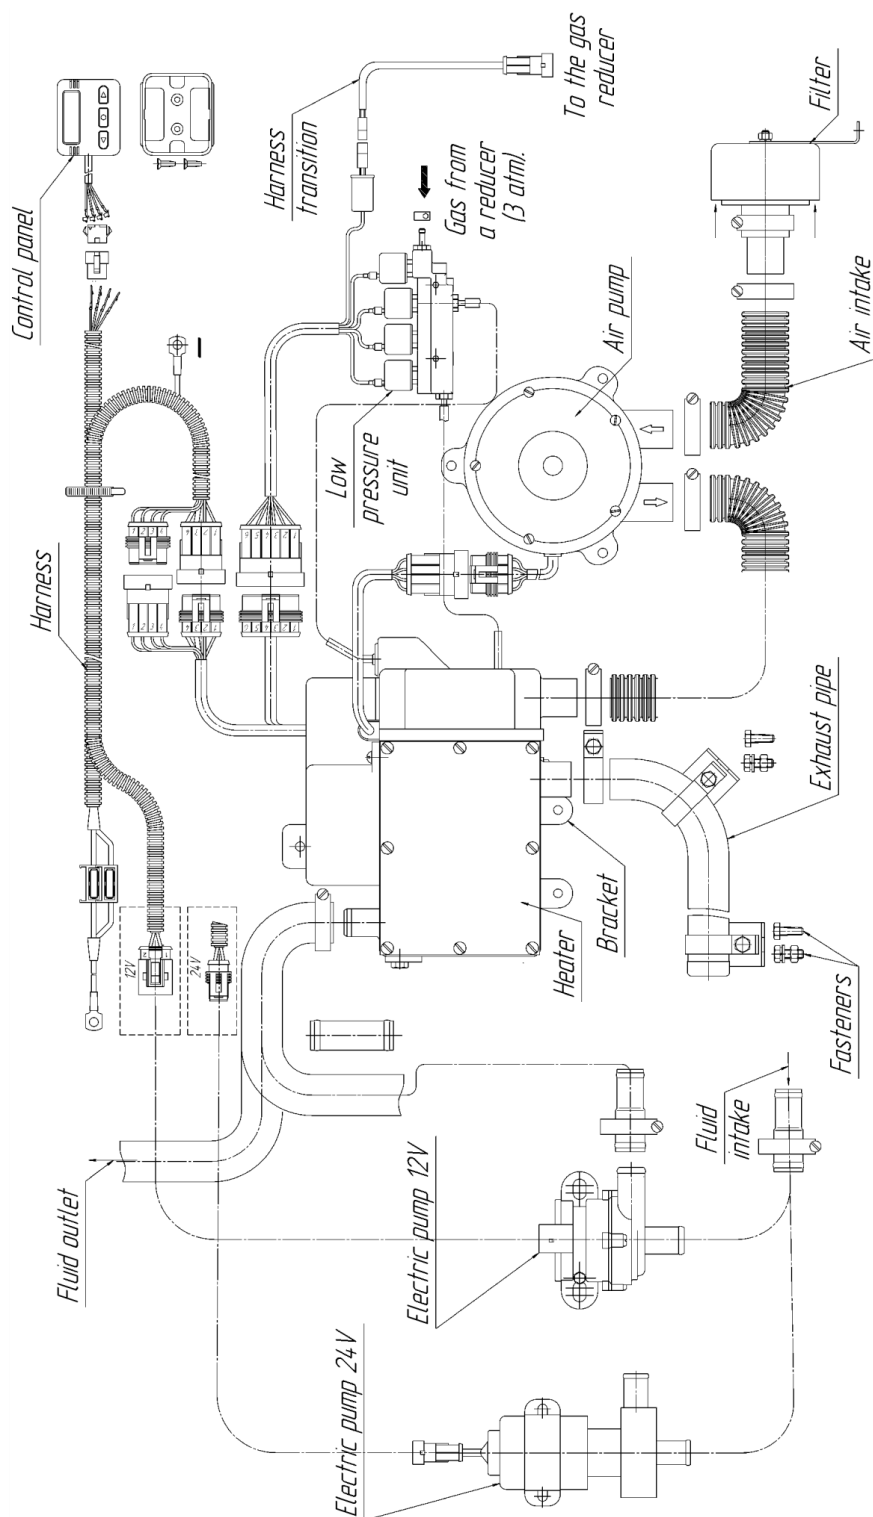 Control panel
Harness
12V
24V
Fluid outlet
Electric pump 24V
Electric pump 12V
Harness
transition
To the gas
reducer
Gas from
a reducer
(3 atm).
Low
pressure
unit
Air pump
Filter
Air intake
Exhaust pipe
Bracket
Heater
Fasteners
Fluid
intake